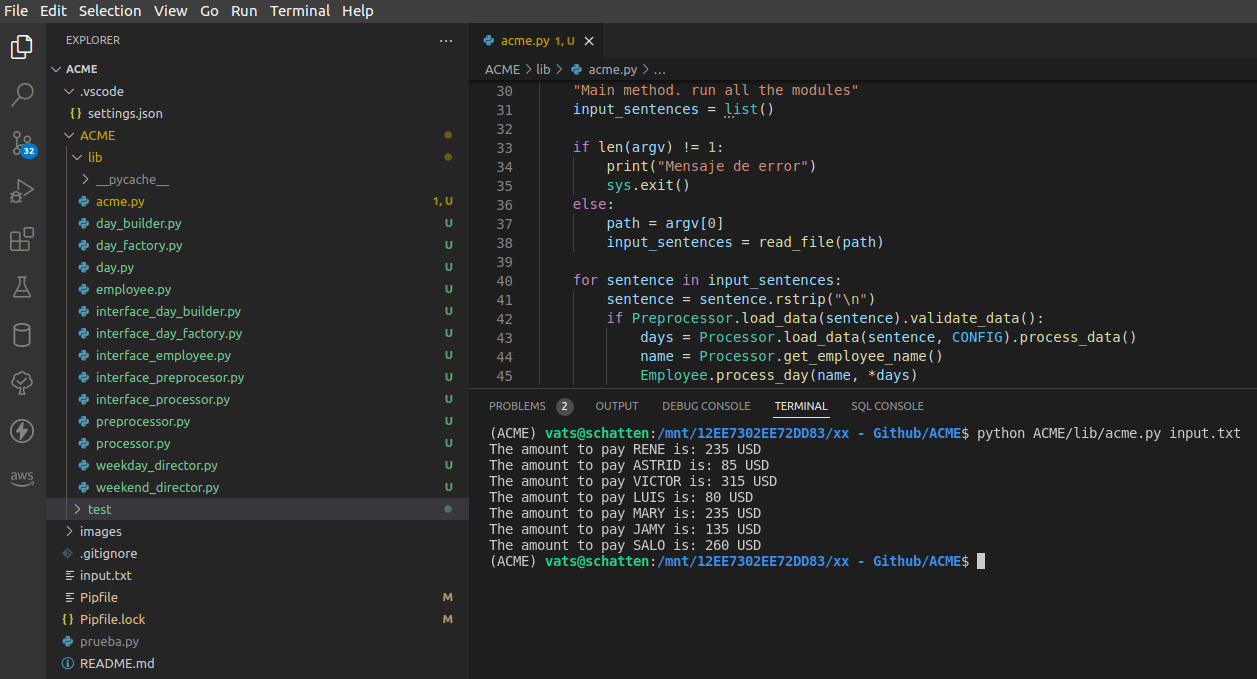 File Edit Selection View Go Run Terminal Help
EXPLORER
ACME
.vscode
{} settings.json
ACME
lib
__pycache__
acme.py 1, U
day_builder.py U
day_factory.py U
day.py U
employee.py U
interface_day_builder.py U
interface_day_factory.py U
interface_employee.py U
interface_preprocesor.py U
interface_processor.py U
preprocessor.py U
processor.py U
weekday_director.py U
weekend_director.py U
test
images
.gitignore
input.txt
Pipfile M
{} Pipfile.lock M
prueba.py
README.md
32
aws
acme.py 1, U
ACME > lib > acme.py > ...
30 "Main method. run all the modules"
31 input_sentences = list()
32
33 if len(argv) != 1:
34 print("Mensaje de error")
35 sys.exit()
36 else:
37 path = argv[0]
38 input_sentences = read_file(path)
39
40 for sentence in input_sentences:
41 sentence = sentence.rstrip("\n")
42 if Preprocessor.load_data(sentence).validate_data():
43 days = Processor.load_data(sentence, CONFIG).process_data()
44 name = Processor.get_employee_name()
45 Employee.process_day(name, *days)
PROBLEMS 2 OUTPUT DEBUG CONSOLE TERMINAL SQL CONSOLE
(ACME) vats@schatten:/mnt/12EE7302EE72DD83/xx - Github/ACME$ python ACME/lib/acme.py input.txt
The amount to pay RENE is: 235 USD
The amount to pay ASTRID is: 85 USD
The amount to pay VICTOR is: 315 USD
The amount to pay LUIS is: 80 USD
The amount to pay MARY is: 235 USD
The amount to pay JAMY is: 135 USD
The amount to pay SALO is: 260 USD
(ACME) vats@schatten:/mnt/12EE7302EE72DD83/xx - Github/ACME$